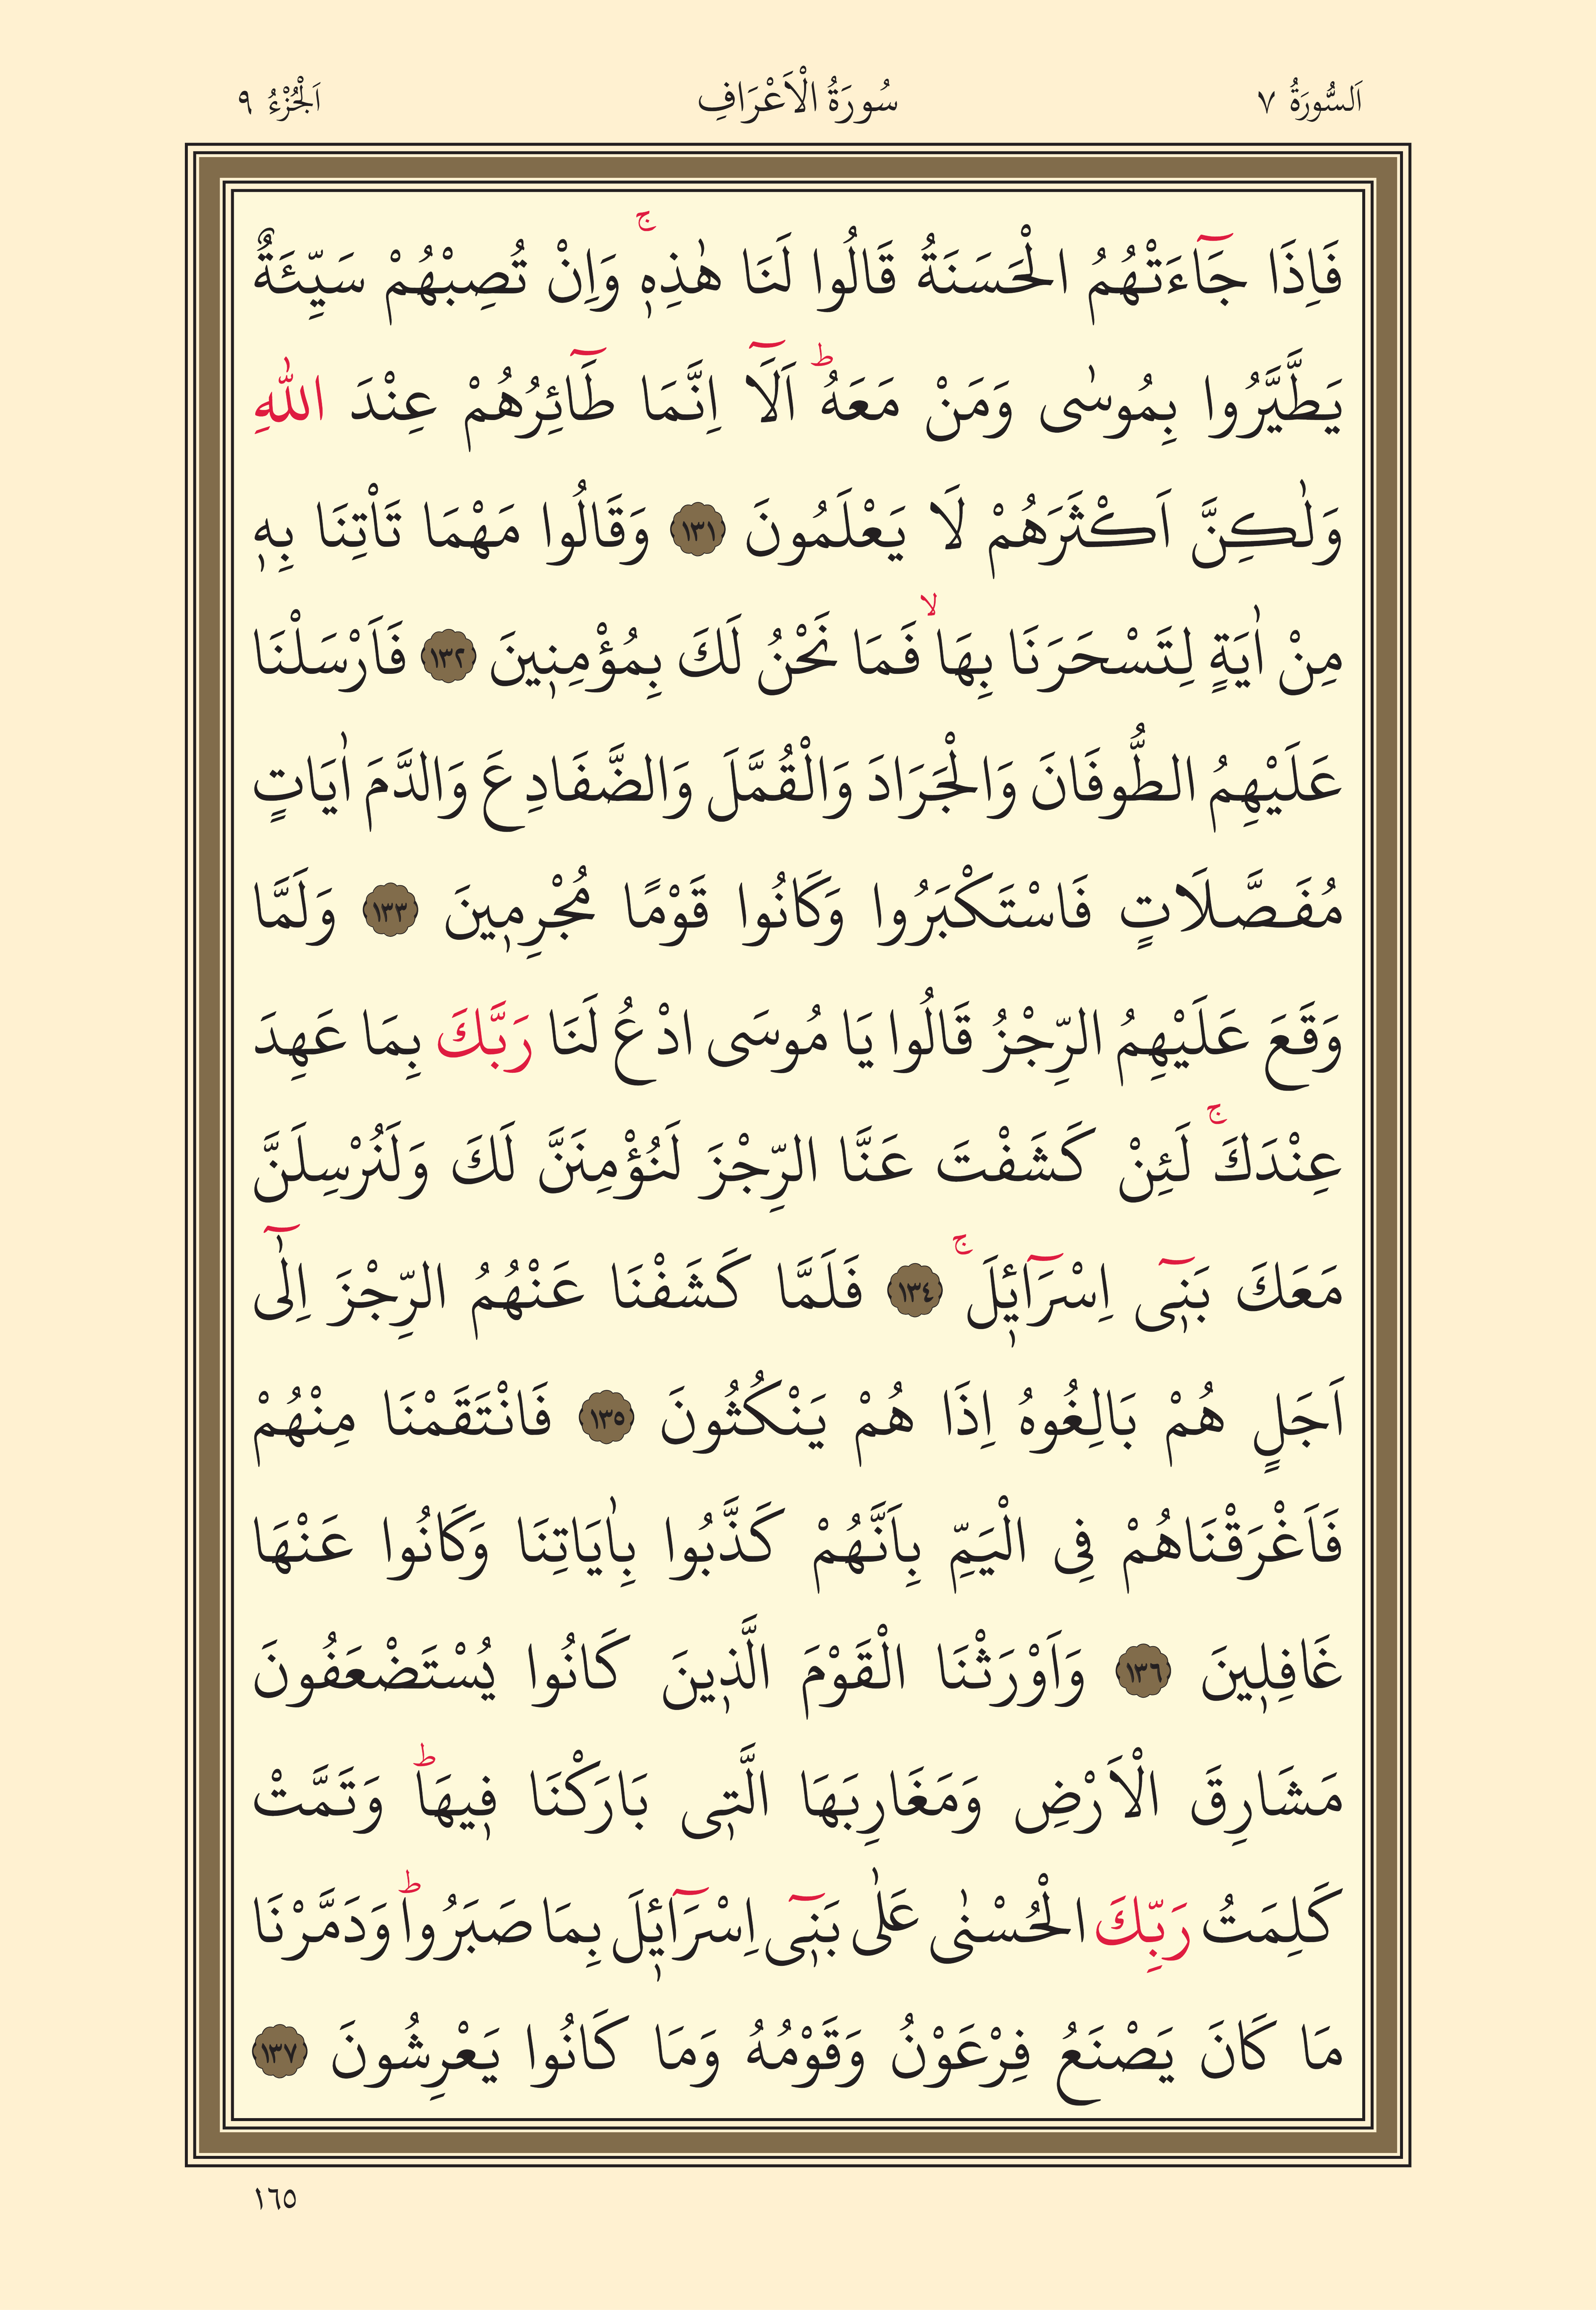 اَلسُّورَةُ ٧ سُورَةُ الْاَعْرَافِ اَلْجُزْءُ ٩
فَاِذَا جَٓاءَتْهُمُ الْحَسَنَةُ قَالُوا لَنَا هٰذِهٖۚ وَاِنْ تُصِبْهُمْ سَيِّئَةٌ
يَطَّيَّرُوا بِمُوسٰى وَمَنْ مَعَهُؕ اَلَٓا اِنَّمَا طَٓائِرُهُمْ عِنْدَ اللّٰهِ
وَلٰكِنَّ اَكْثَرَهُمْ لَا يَعْلَمُونَ ١٣١ وَقَالُوا مَهْمَا تَاْتِنَا بِهٖ
مِنْ اٰيَةٍ لِتَسْحَرَنَا بِهَاۙ فَمَا نَحْنُ لَكَ بِمُؤْمِنٖينَ ١٣٢ فَاَرْسَلْنَا
عَلَيْهِمُ الطُّوفَانَ وَالْجَرَادَ وَالْقُمَّلَ وَالضَّفَادِعَ وَالدَّمَ اٰيَاتٍ
مُفَصَّلَاتٍ فَاسْتَكْبَرُوا وَكَانُوا قَوْمًا مُجْرِمٖينَ ١٣٣ وَلَمَّا
وَقَعَ عَلَيْهِمُ الرِّجْزُ قَالُوا يَا مُوسَى ادْعُ لَنَا رَبَّكَ بِمَا عَهِدَ
عِنْدَكَۚ لَئِنْ كَشَفْتَ عَنَّا الرِّجْزَ لَنُؤْمِنَنَّ لَكَ وَلَنُرْسِلَنَّ
مَعَكَ بَنٖٓى اِسْرَٓائٖلَۚ ١٣٤ فَلَمَّا كَشَفْنَا عَنْهُمُ الرِّجْزَ اِلٰٓى
اَجَلٍ هُمْ بَالِغُوهُ اِذَا هُمْ يَنْكُثُونَ ١٣٥ فَانْتَقَمْنَا مِنْهُمْ
فَاَغْرَقْنَاهُمْ فِى الْيَمِّ بِاَنَّهُمْ كَذَّبُوا بِاٰيَاتِنَا وَكَانُوا عَنْهَا
غَافِلٖينَ ١٣٦ وَاَوْرَثْنَا الْقَوْمَ الَّذٖينَ كَانُوا يُسْتَضْعَفُونَ
مَشَارِقَ الْاَرْضِ وَمَغَارِبَهَا الَّتٖى بَارَكْنَا فٖيهَاؕ وَتَمَّتْ
كَلِمَتُ رَبِّكَ الْحُسْنٰى عَلٰى بَنٖٓى اِسْرَٓائٖلَ بِمَا صَبَرُواؕ وَدَمَّرْنَا
مَا كَانَ يَصْنَعُ فِرْعَوْنُ وَقَوْمُهُ وَمَا كَانُوا يَعْرِشُونَ ١٣٧
١٦٥